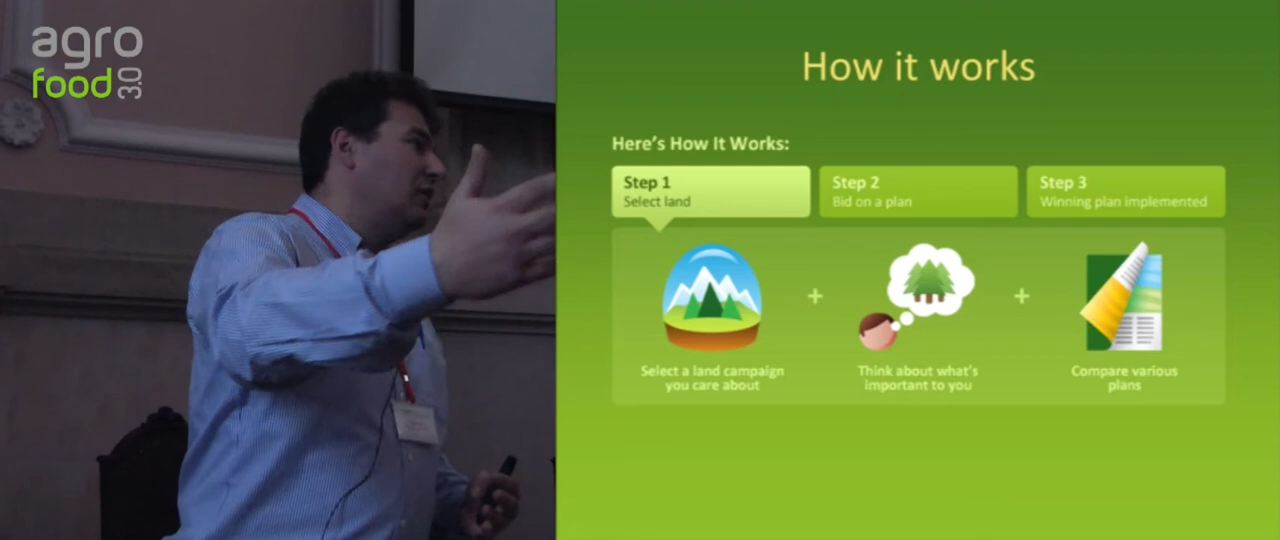 agro
food 3.0
How it works
Here's How It Works:
Step 1
Select land
Step 2
Bid on a plan
Step 3
Winning plan implemented
+
+
Select a land campaign
you care about
Think about what's
important to you
Compare various
plans